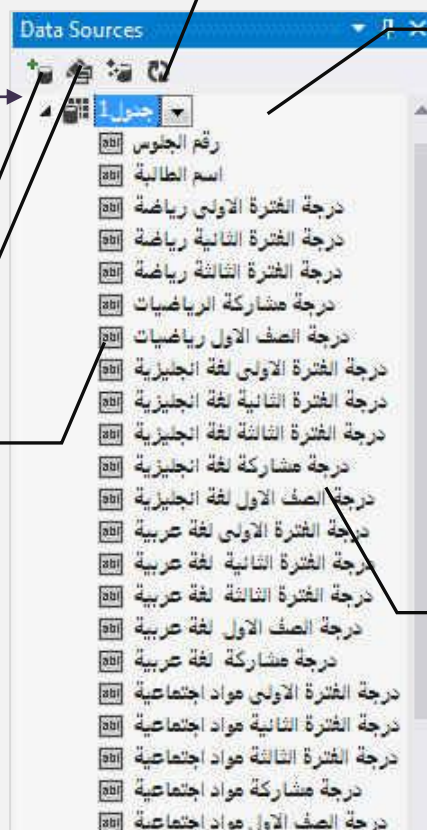 Data Sources
جدول1
رقم الجلوس
اسم الطالبة
درجة الفترة الاولى رياضة
درجة الفترة الثانية رياضة
درجة الفترة الثالثة رياضة
درجة مشاركة الرياضيات
درجة الصف الاول رياضيات
درجة الفترة الاولى لغة انجليزية
درجة الفترة الثانية لغة انجليزية
درجة الفترة الثالثة لغة انجليزية
درجة مشاركة لغة انجليزية
درجة الصف الاول لغة انجليزية
درجة الفترة الاولى لغة عربية
درجة الفترة الثانية لغة عربية
درجة الفترة الثالثة لغة عربية
درجة الصف الاول لغة عربية
درجة مشاركة لغة عربية
درجة الفترة الاولى مواد اجتماعية
درجة الفترة الثانية مواد اجتماعية
درجة الفترة الثالثة مواد اجتماعية
درجة مشاركة مواد اجتماعية
درجة الصف الاول مواد اجتماعية